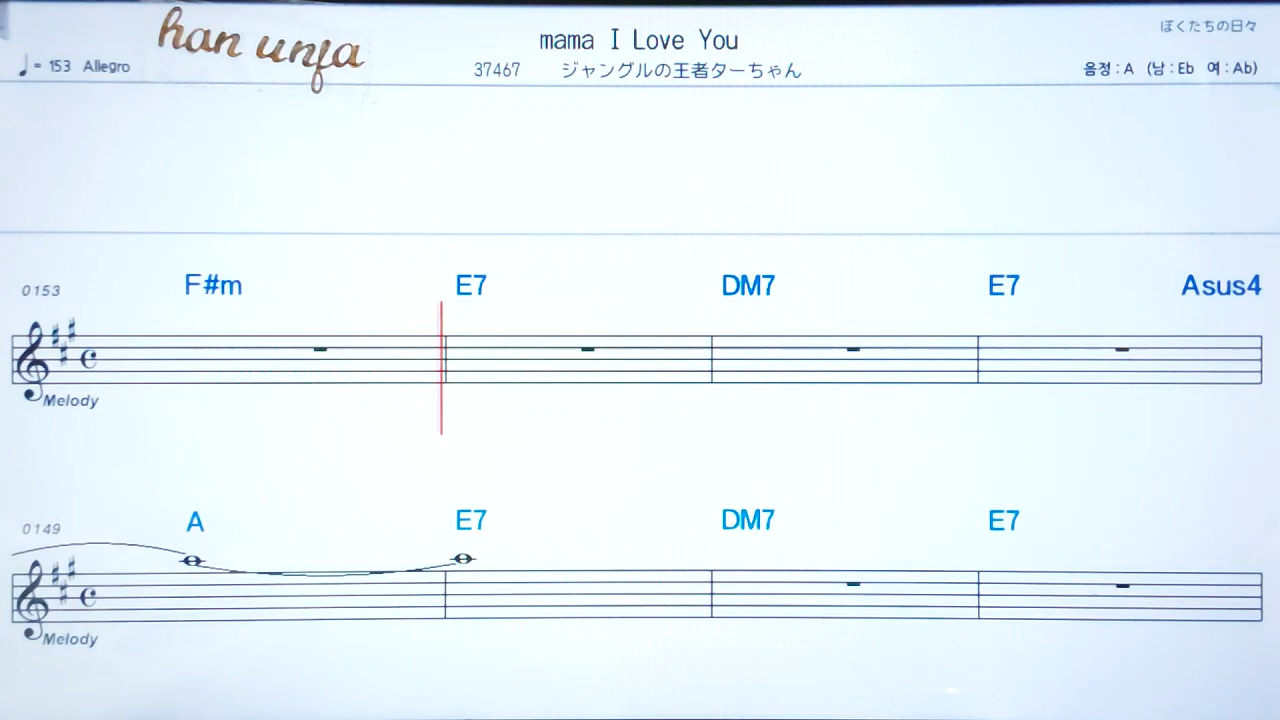 han unfa
mama I Love You
ぼくたちの日々
♩= 153 Allegro
37467 ジャングルの王者ターちゃん
음정:A (남:Eb 여:Ab)
0153 F#m E7 DM7 E7 Asus4
Melody
0149 A E7 DM7 E7
Melody